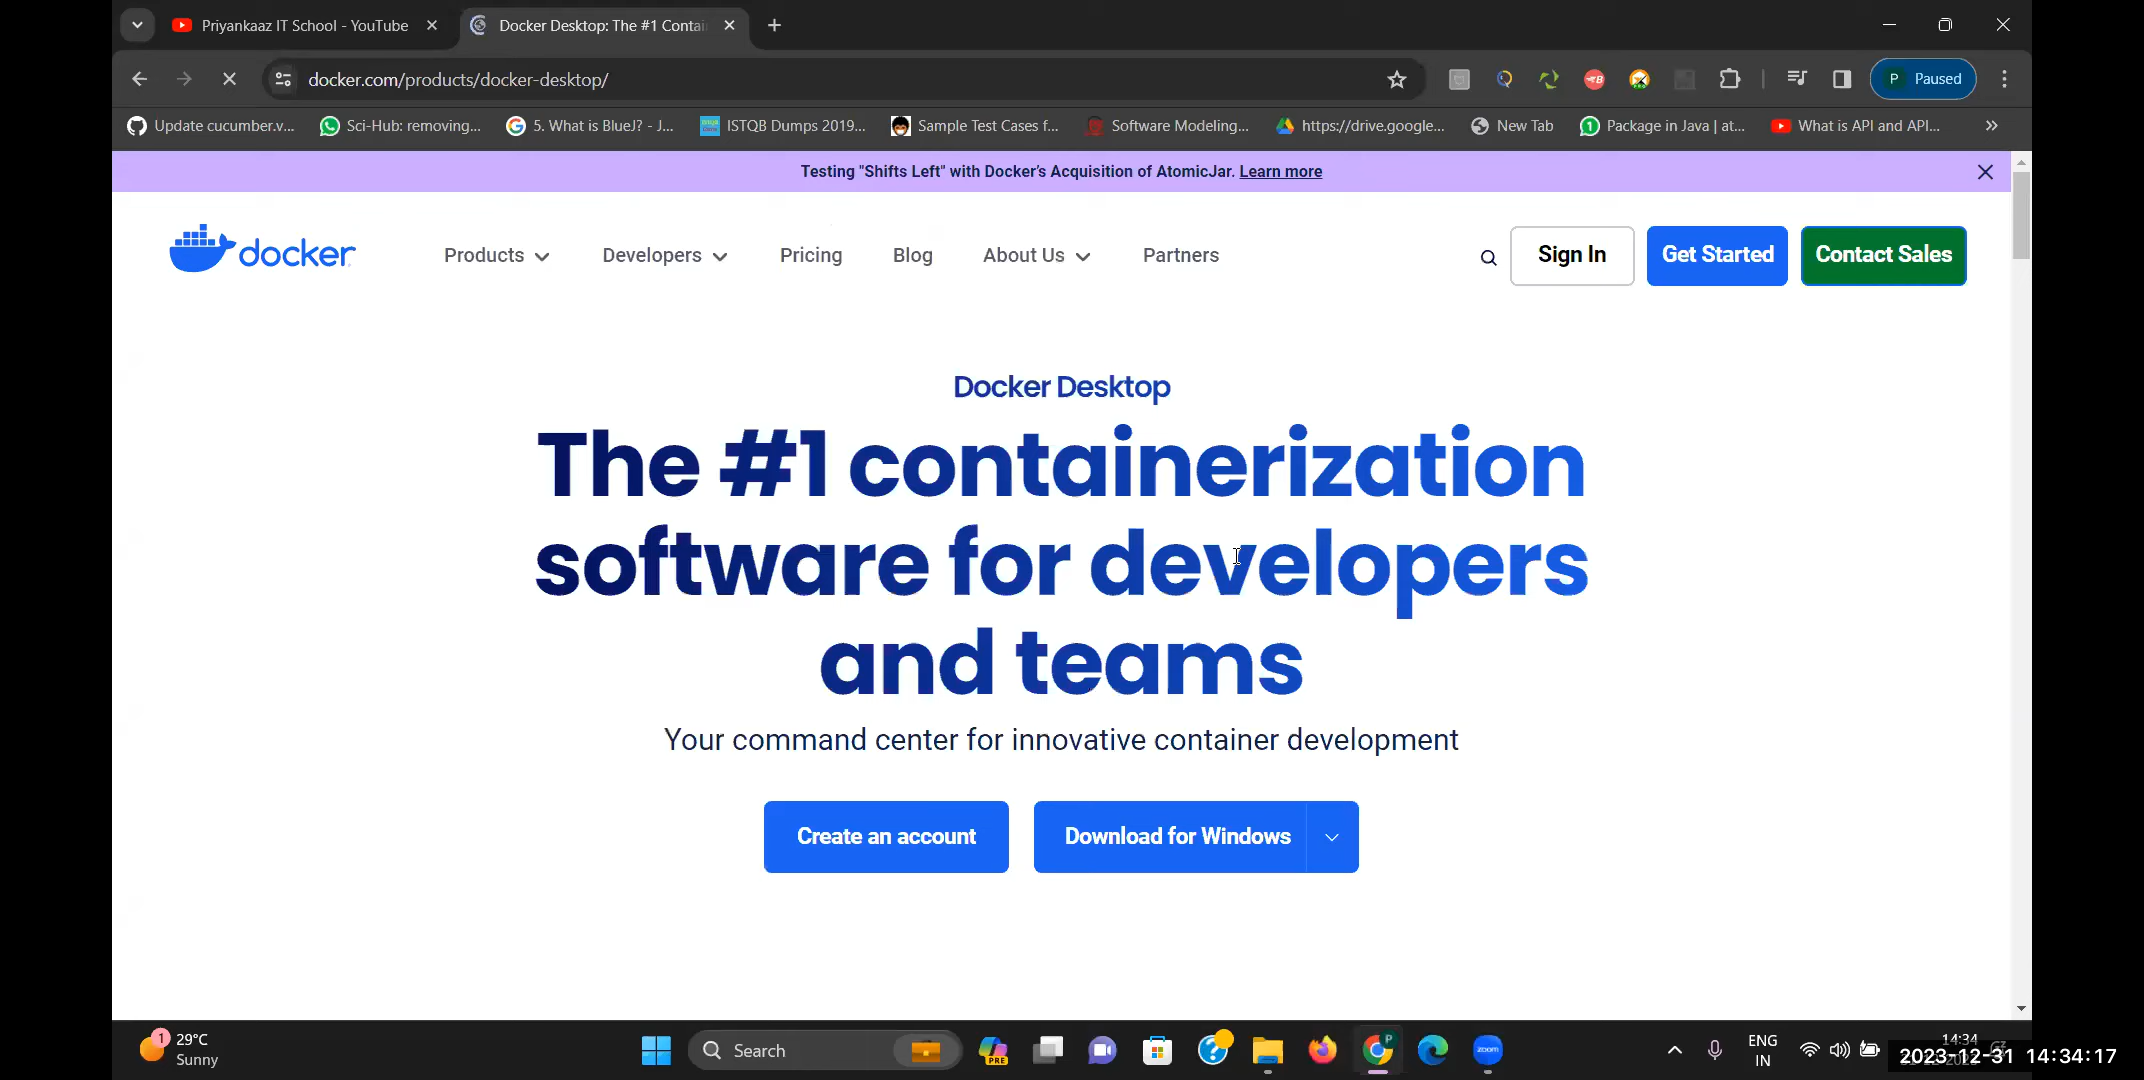 Priyankaaz IT School - YouTube
Docker Desktop: The #1 Contai
docker.com/products/docker-desktop/
P Paused
Update cucumber.v...
Sci-Hub: removing...
5. What is BlueJ? - J...
ISTQB Dumps 2019...
Sample Test Cases f...
Software Modeling...
https://drive.google...
New Tab
Package in Java | at...
What is API and API...
Testing "Shifts Left" with Docker's Acquisition of AtomicJar. Learn more
docker
Products
Developers
Pricing
Blog
About Us
Partners
Sign In
Get Started
Contact Sales
Docker Desktop
The #1 containerization
software for developers
and teams
Your command center for innovative container development
Create an account
Download for Windows
1
29°C
Sunny
Search
PRE
zoom
ENG
IN
14:34
2023-12-31 14:34:17